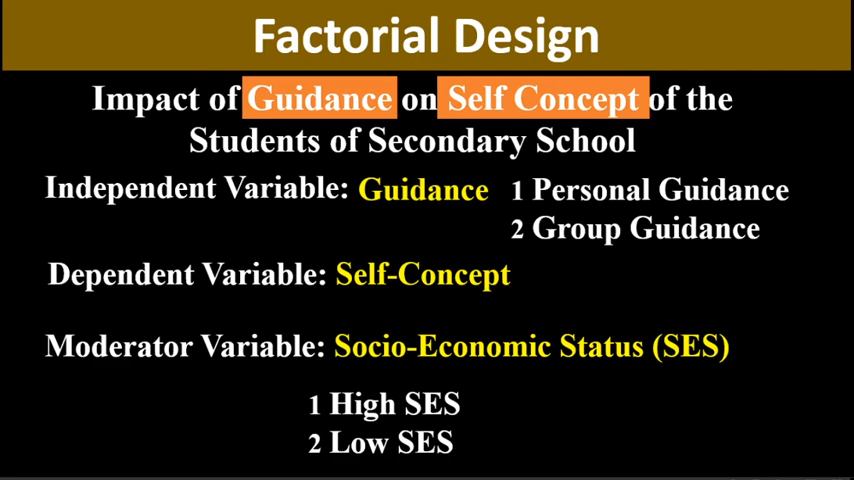 Factorial Design
Impact of Guidance on Self Concept of the
Students of Secondary School
Independent Variable: Guidance 1 Personal Guidance
2 Group Guidance
Dependent Variable: Self-Concept
Moderator Variable: Socio-Economic Status (SES)
1 High SES
2 Low SES